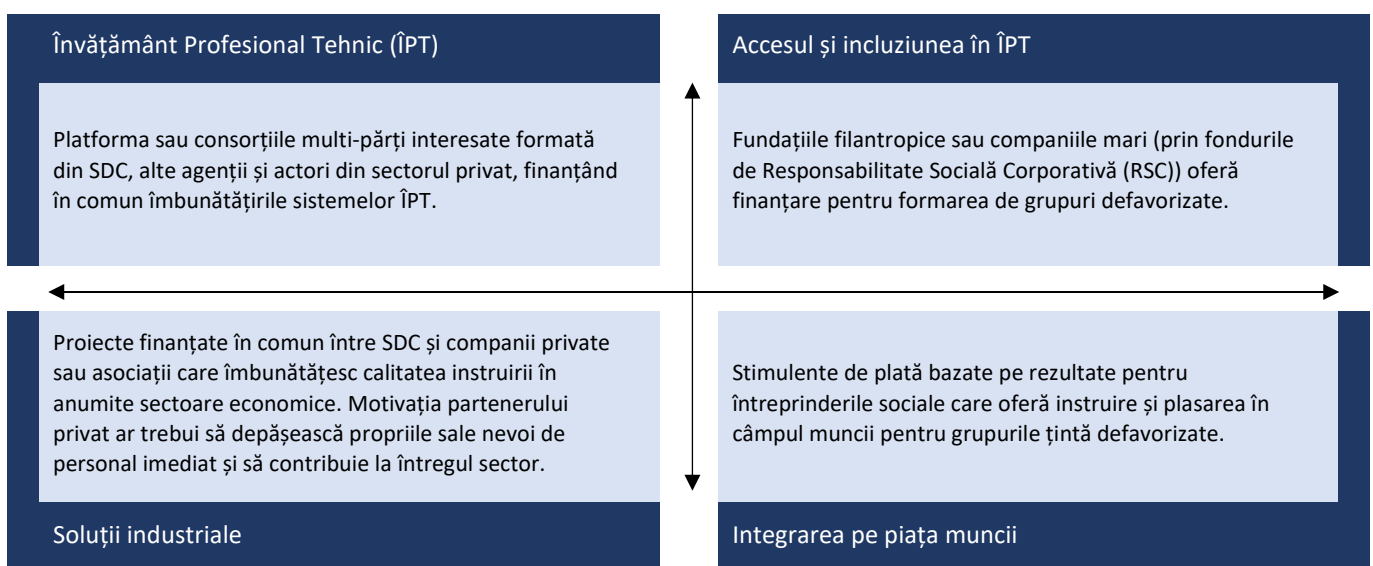 Învățământ Profesional Tehnic (ÎPT)
Platforma sau consorțiile multi-părți interesate formată
din SDC, alte agenții și actori din sectorul privat, finanțând
în comun îmbunătățirile sistemelor ÎPT.
Accesul și incluziunea în ÎPT
Fundațiile filantropice sau companiile mari (prin fondurile
de Responsabilitate Socială Corporativă (RSC)) oferă
finanțare pentru formarea de grupuri defavorizate.
Proiecte finanțate în comun între SDC și companii private
sau asociații care îmbunătățesc calitatea instruirii în
anumite sectoare economice. Motivația partenerului
privat ar trebui să depășească propriile sale nevoi de
personal imediat și să contribuie la întregul sector.
Soluții industriale
Stimulente de plată bazate pe rezultate pentru
întreprinderile sociale care oferă instruire și plasarea în
câmpul muncii pentru grupurile țintă defavorizate.
Integrarea pe piața muncii